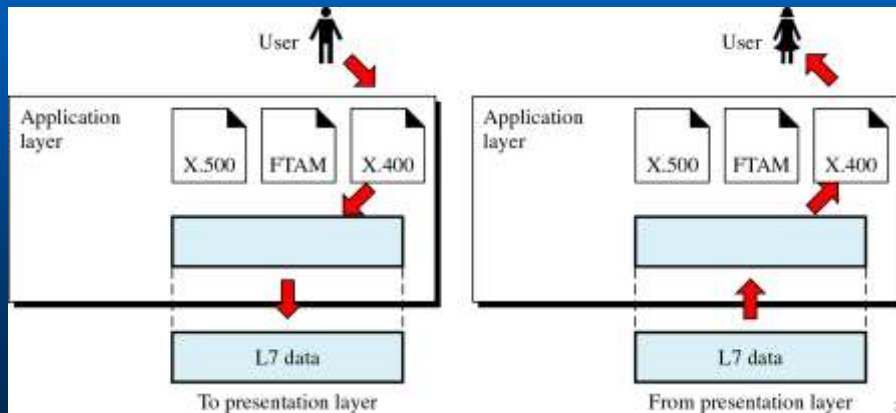 User
Application
layer
X.500
FTAM
X.400
L7 data
To presentation layer
User
Application
layer
X.500
FTAM
X.400
L7 data
From presentation layer